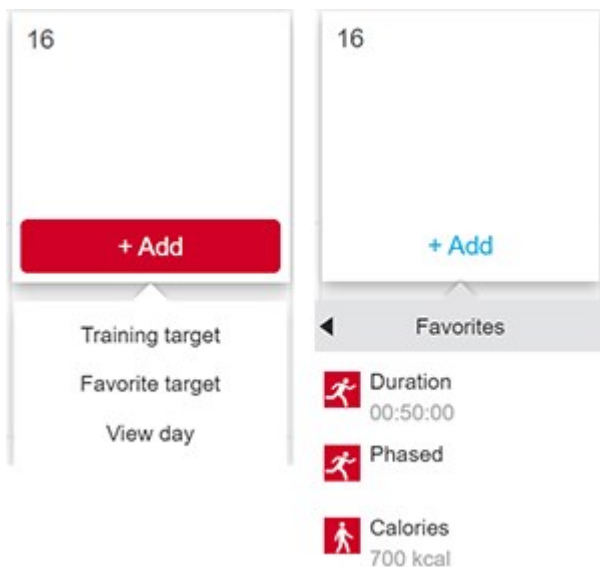 16
+ Add
Training target
Favorite target
View day
16
+ Add
Favorites
Duration
00:50:00
Phased
Calories
700 kcal